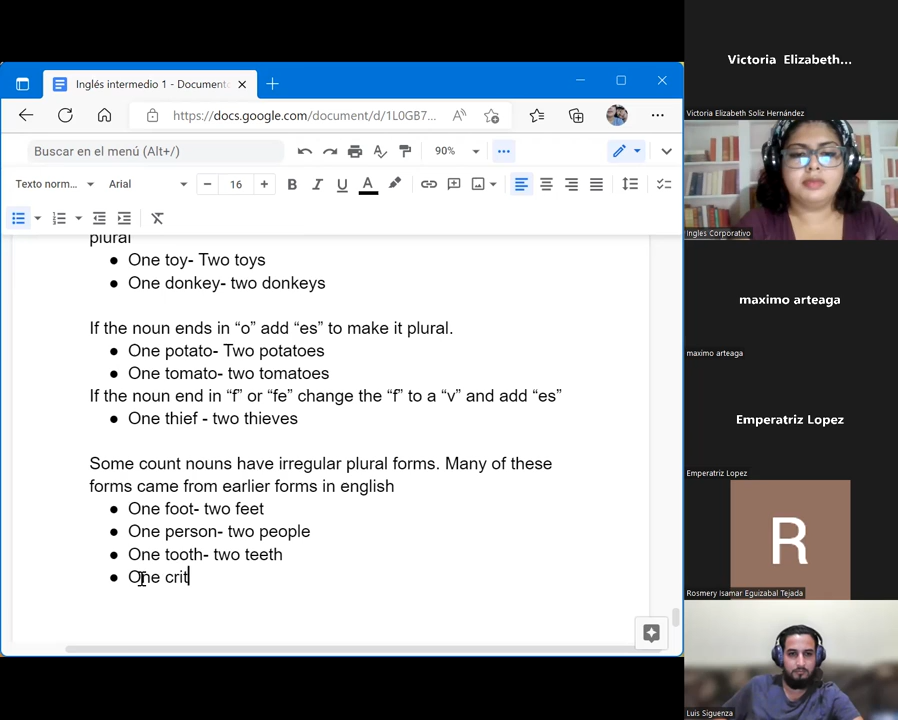 Inglés intermedio 1 - Documento
https://docs.google.com/document/d/1L0GB7...
Buscar en el menú (Alt+/)
90%
Texto norm...
Arial
16
plural
One toy- Two toys
One donkey- two donkeys
If the noun ends in “o” add “es” to make it plural.
One potato- Two potatoes
One tomato- two tomatoes
If the noun end in “f” or “fe” change the “f” to a “v” and add “es”
One thief - two thieves
Some count nouns have irregular plural forms. Many of these
forms came from earlier forms in english
One foot- two feet
One person- two people
One tooth- two teeth
One crit
Victoria Elizabeth...
Victoria Elizabeth Soliz Hernández
Ingles Corporativo
maximo arteaga
maximo arteaga
Emperatriz Lopez
Emperatriz Lopez
R
Rosmery Isamar Eguizabal Tejada
Luis Siguenza